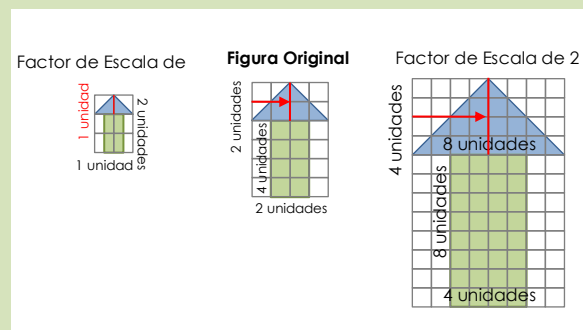 Factor de Escala de
1 unidad
2 unidades
1 unidad
Figura Original
2 unidades
4 unidades
2 unidades
Factor de Escala de 2
4 unidades
8 unidades
8 unidades
4 unidades